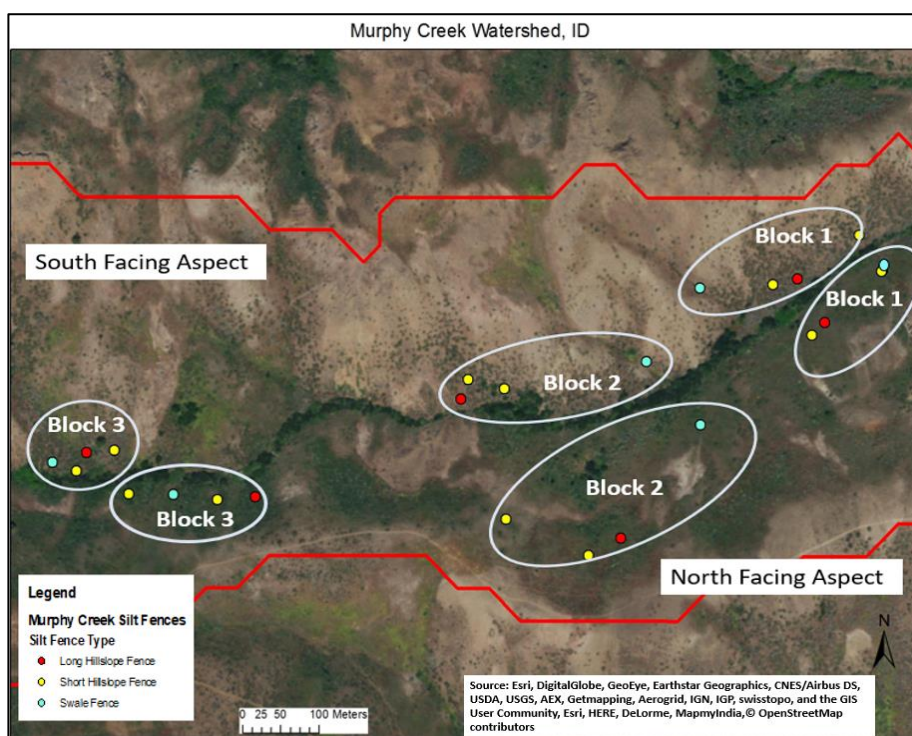 Murphy Creek Watershed, ID
South Facing Aspect
Block 1
Block 1
Block 2
Block 3
Block 2
Block 3
North Facing Aspect
Legend
Murphy Creek Silt Fences
Silt Fence Type
Long Hillslope Fence
Short Hillslope Fence
Swale Fence
0 25 50 100 Meters
N
Source: Esri, DigitalGlobe, GeoEye, Earthstar Geographics, CNES/Airbus DS,
USDA, USGS, AEX, Getmapping, Aerogrid, IGN, IGP, swisstopo, and the GIS
User Community, Esri, HERE, DeLorme, MapmyIndia,© OpenStreetMap
contributors